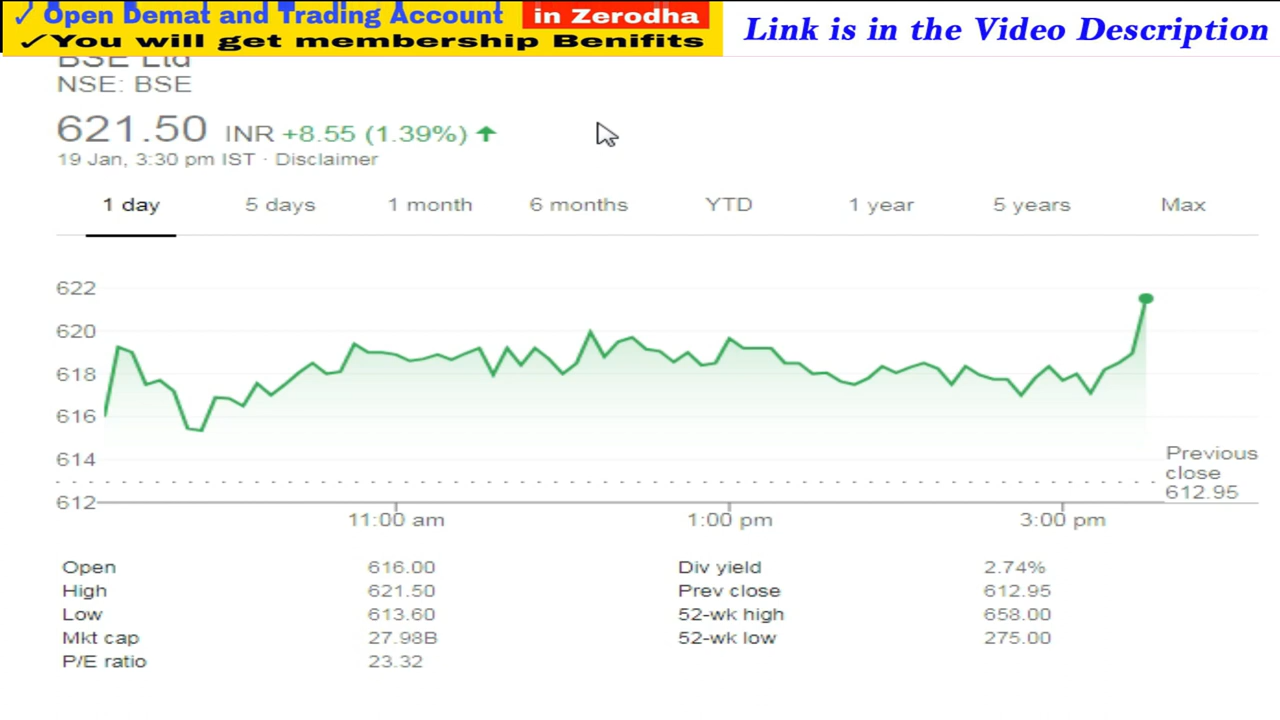 ✓ Open Demat and Trading Account in Zerodha
✓You will get membership Benifits
Link is in the Video Description
BSE Ltd
NSE: BSE
621.50 INR +8.55 (1.39%) ↑
19 Jan, 3:30 pm IST · Disclaimer
1 day 5 days 1 month 6 months YTD 1 year 5 years Max
622
620
618
616
614
612
Previous
close
612.95
11:00 am 1:00 pm 3:00 pm
Open 616.00 Div yield 2.74%
High 621.50 Prev close 612.95
Low 613.60 52-wk high 658.00
Mkt cap 27.98B 52-wk low 275.00
P/E ratio 23.32